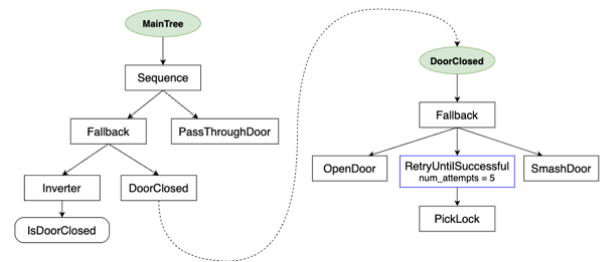 MainTree
Sequence
Fallback
PassThroughDoor
Inverter
DoorClosed
IsDoorClosed
DoorClosed
Fallback
OpenDoor
RetryUntilSuccessful
num_attempts = 5
SmashDoor
PickLock